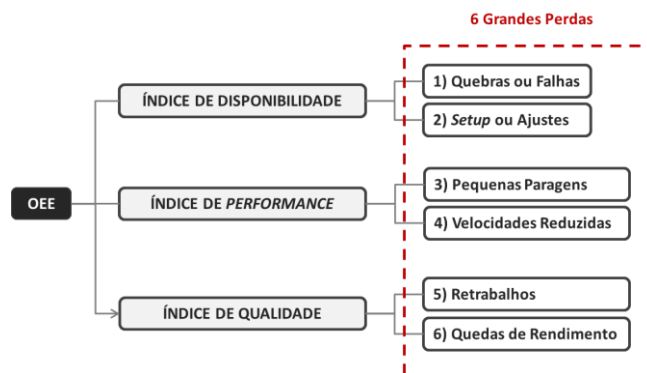 6 Grandes Perdas
1) Quebras ou Falhas
ÍNDICE DE DISPONIBILIDADE
2) Setup ou Ajustes
3) Pequenas Paragens
OEE
ÍNDICE DE PERFORMANCE
4) Velocidades Reduzidas
5) Retrabalhos
ÍNDICE DE QUALIDADE
6) Quedas de Rendimento